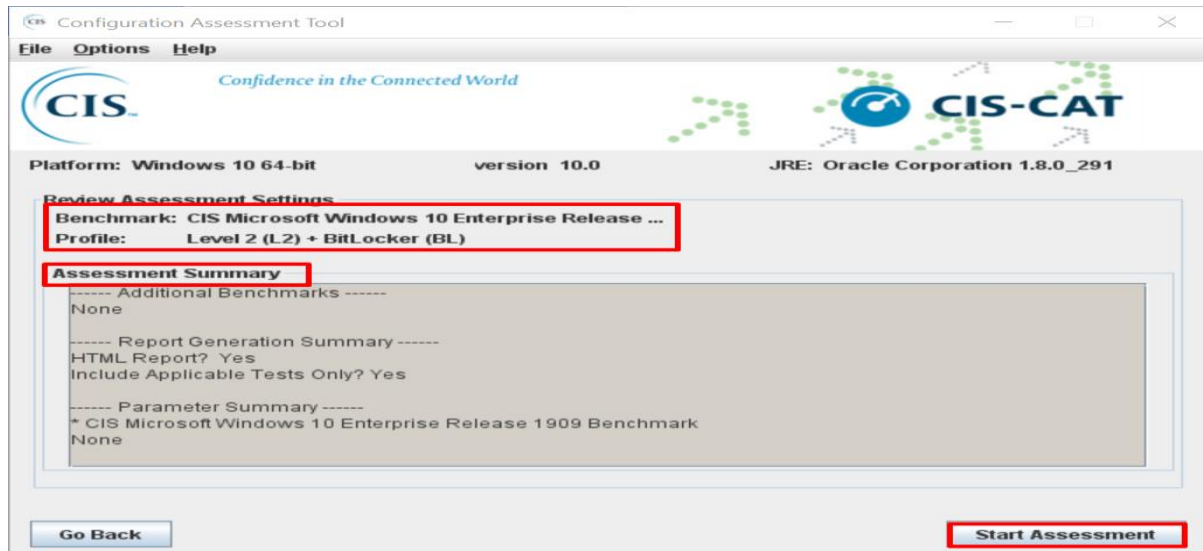 CIS Configuration Assessment Tool
File Options Help
CIS™ Confidence in the Connected World CIS-CAT
Platform: Windows 10 64-bit version 10.0 JRE: Oracle Corporation 1.8.0_291
Review Assessment Settings
Benchmark: CIS Microsoft Windows 10 Enterprise Release ...
Profile: Level 2 (L2) + BitLocker (BL)
Assessment Summary
------ Additional Benchmarks ------
None
------ Report Generation Summary ------
HTML Report? Yes
Include Applicable Tests Only? Yes
------ Parameter Summary ------
* CIS Microsoft Windows 10 Enterprise Release 1909 Benchmark
None
Go Back Start Assessment